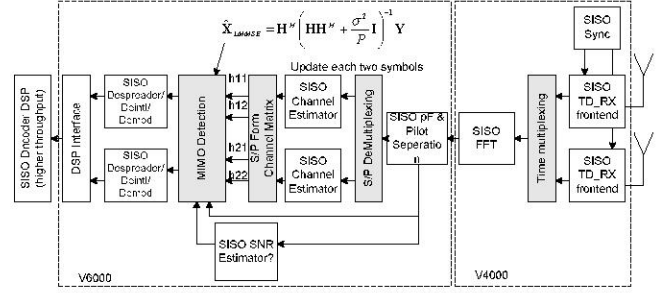 X̂_LMMSE = H^H (HH^H + σ²/P I)^-1 Y
Update each two symbols
SISO
Sync
SISO Dncoder DSP
(higher throughput)
DSP Interface
SISO
Despreader/
Deintl/
Demod
SISO
Despreader/
Deintl/
Demod
MIMO Detection
h11
h12
h21
h22
S/P Form
Channel Matrix
SISO
Channel
Estimator
SISO
Channel
Estimator
S/P DeMultiplexing
SISO pF &
Pilot
Seperatio
n
SISO
FFT
Time multiplexing
SISO
TD_RX
frontend
SISO
TD_RX
frontend
SISO SNR
Estimator?
V6000
V4000